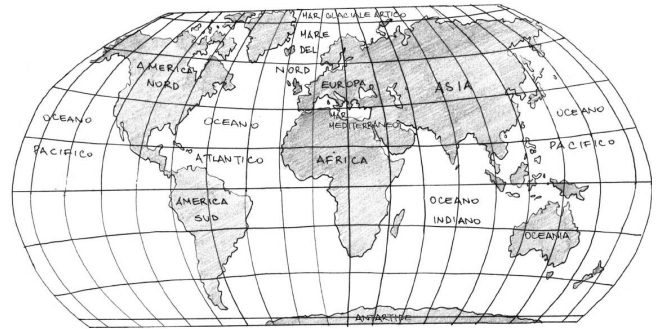 MAR GLACIALE ARTICO
MARE
DEL
NORD
AMERICA
NORD
EUROPA
ASIA
OCEANO
PACIFICO
OCEANO
ATLANTICO
MAR
MEDITERRANEO
AFRICA
OCEANO
PACIFICO
AMERICA
SUD
OCEANO
INDIANO
OCEANIA
ANTARTIDE